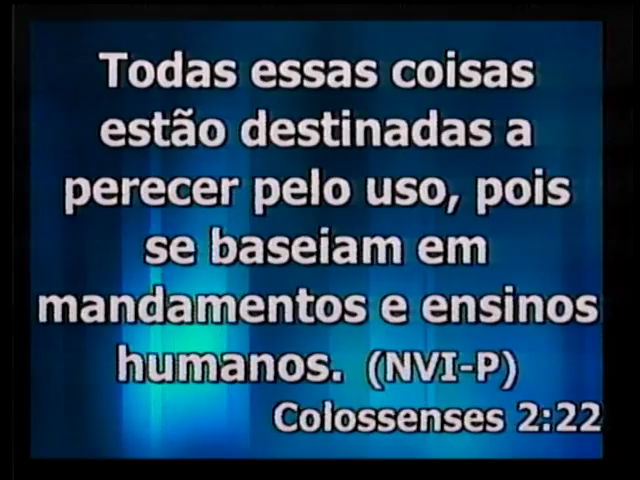 Todas essas coisas
estão destinadas a
perecer pelo uso, pois
se baseiam em
mandamentos e ensinos
humanos. (NVI-P)
Colossenses 2:22